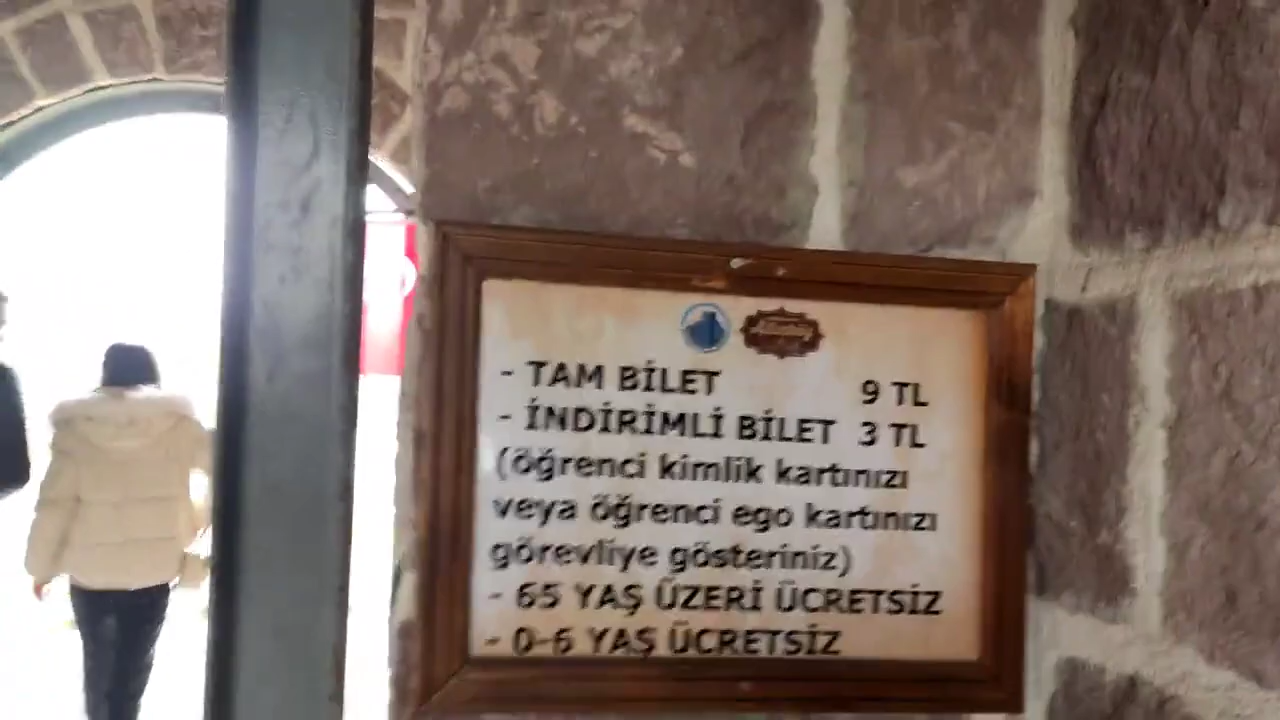 - TAM BİLET 9 TL
- İNDİRİMLİ BİLET 3 TL
(öğrenci kimlik kartınızı
veya öğrenci ego kartınızı
görevliye gösteriniz)
- 65 YAŞ ÜZERİ ÜCRETSİZ
- 0-6 YAŞ ÜCRETSİZ